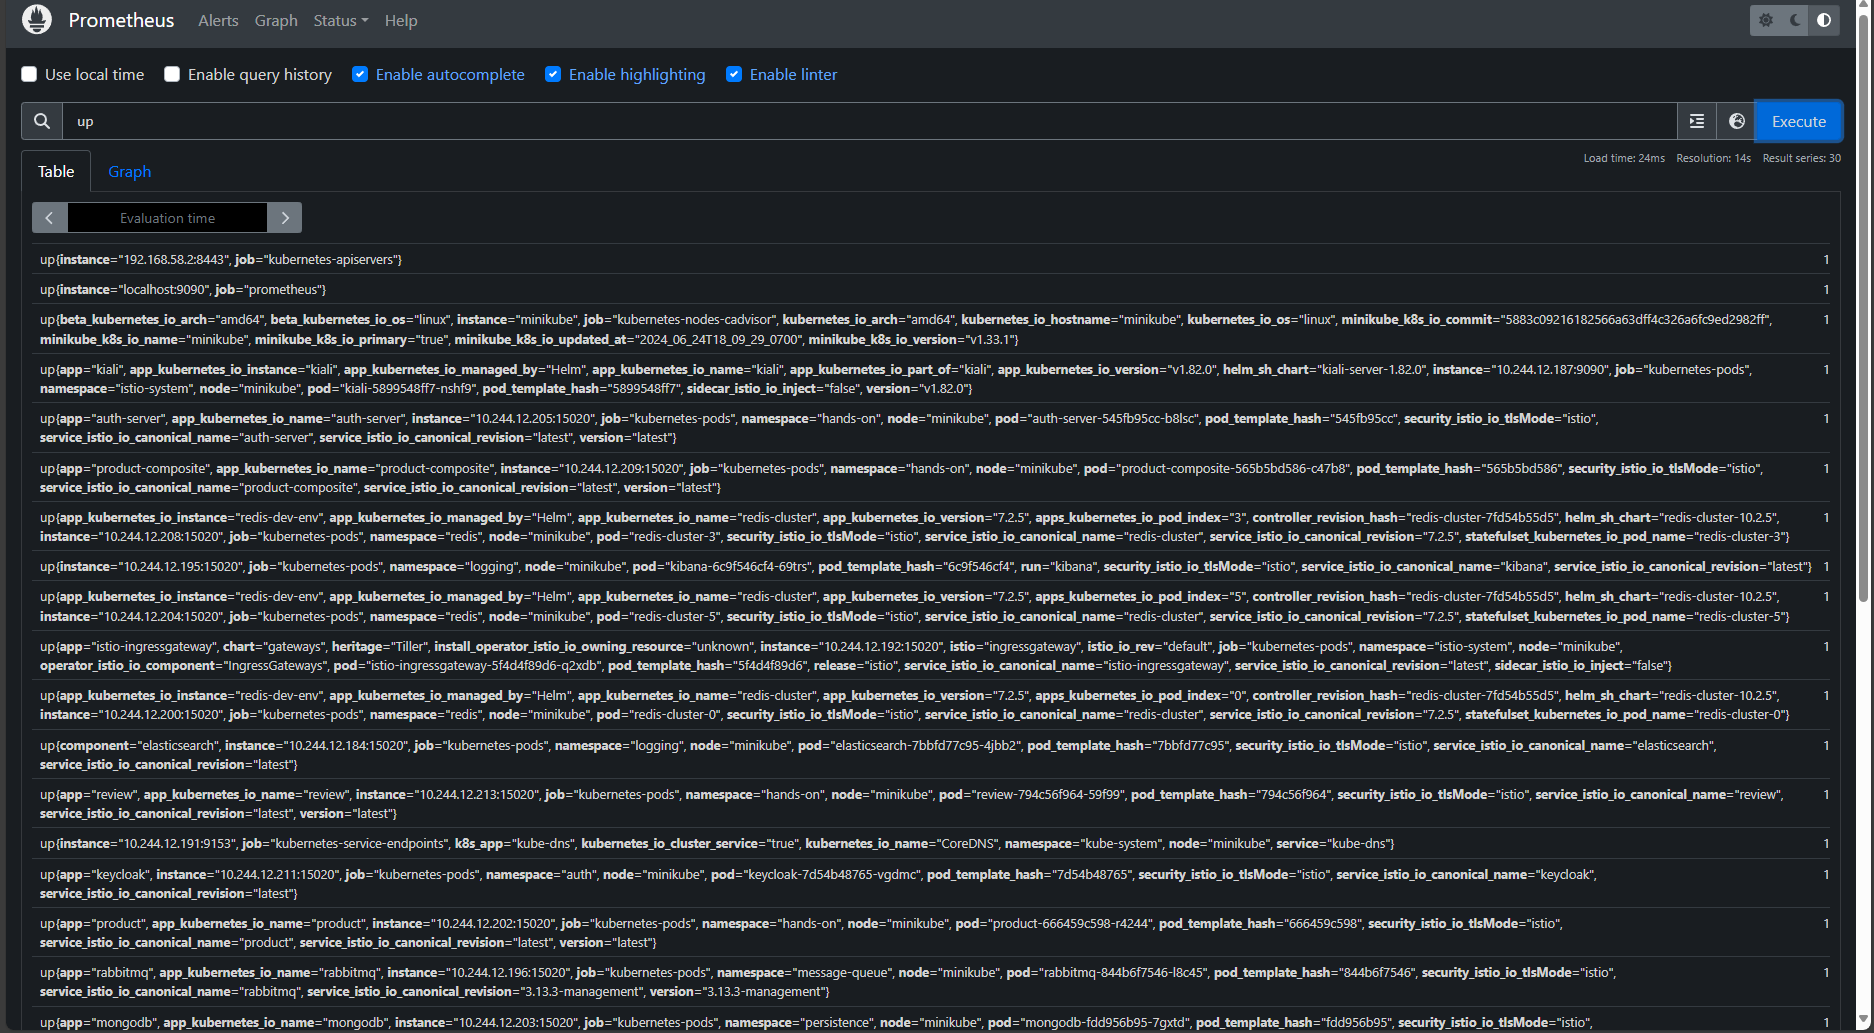 Prometheus Alerts Graph Status Help
Use local time Enable query history Enable autocomplete Enable highlighting Enable linter
up Execute
Load time: 24ms Resolution: 14s Result series: 30
Table Graph
Evaluation time
up{instance="192.168.58.2:8443", job="kubernetes-apiservers"} 1
up{instance="localhost:9090", job="prometheus"} 1
up{beta_kubernetes_io_arch="amd64", beta_kubernetes_io_os="linux", instance="minikube", job="kubernetes-nodes-cadvisor", kubernetes_io_arch="amd64", kubernetes_io_hostname="minikube", kubernetes_io_os="linux", minikube_k8s_io_commit="5883c09216182566a63dff4c326a6fc9ed2982ff", 1
minikube_k8s_io_name="minikube", minikube_k8s_io_primary="true", minikube_k8s_io_updated_at="2024_06_24T18_09_29_0700", minikube_k8s_io_version="v1.33.1"}
up{app="kiali", app_kubernetes_io_instance="kiali", app_kubernetes_io_managed_by="Helm", app_kubernetes_io_name="kiali", app_kubernetes_io_part_of="kiali", app_kubernetes_io_version="v1.82.0", helm_sh_chart="kiali-server-1.82.0", instance="10.244.12.187:9090", job="kubernetes-pods", 1
namespace="istio-system", node="minikube", pod="kiali-5899548ff7-nshf9", pod_template_hash="5899548ff7", sidecar_istio_io_inject="false", version="v1.82.0"}
up{app="auth-server", app_kubernetes_io_name="auth-server", instance="10.244.12.205:15020", job="kubernetes-pods", namespace="hands-on", node="minikube", pod="auth-server-545fb95cc-b8lsc", pod_template_hash="545fb95cc", security_istio_io_tlsMode="istio", 1
service_istio_io_canonical_name="auth-server", service_istio_io_canonical_revision="latest", version="latest"}
up{app="product-composite", app_kubernetes_io_name="product-composite", instance="10.244.12.209:15020", job="kubernetes-pods", namespace="hands-on", node="minikube", pod="product-composite-565b5bd586-c47b8", pod_template_hash="565b5bd586", security_istio_io_tlsMode="istio", 1
service_istio_io_canonical_name="product-composite", service_istio_io_canonical_revision="latest", version="latest"}
up{app_kubernetes_io_instance="redis-dev-env", app_kubernetes_io_managed_by="Helm", app_kubernetes_io_name="redis-cluster", app_kubernetes_io_version="7.2.5", apps_kubernetes_io_pod_index="3", controller_revision_hash="redis-cluster-7fd54b55d5", helm_sh_chart="redis-cluster-10.2.5", 1
instance="10.244.12.208:15020", job="kubernetes-pods", namespace="redis", node="minikube", pod="redis-cluster-3", security_istio_io_tlsMode="istio", service_istio_io_canonical_name="redis-cluster", service_istio_io_canonical_revision="7.2.5", statefulset_kubernetes_io_pod_name="redis-cluster-3"}
up{instance="10.244.12.195:15020", job="kubernetes-pods", namespace="logging", node="minikube", pod="kibana-6c9f546cf4-69trs", pod_template_hash="6c9f546cf4", run="kibana", security_istio_io_tlsMode="istio", service_istio_io_canonical_name="kibana", service_istio_io_canonical_revision="latest"} 1
up{app_kubernetes_io_instance="redis-dev-env", app_kubernetes_io_managed_by="Helm", app_kubernetes_io_name="redis-cluster", app_kubernetes_io_version="7.2.5", apps_kubernetes_io_pod_index="5", controller_revision_hash="redis-cluster-7fd54b55d5", helm_sh_chart="redis-cluster-10.2.5", 1
instance="10.244.12.204:15020", job="kubernetes-pods", namespace="redis", node="minikube", pod="redis-cluster-5", security_istio_io_tlsMode="istio", service_istio_io_canonical_name="redis-cluster", service_istio_io_canonical_revision="7.2.5", statefulset_kubernetes_io_pod_name="redis-cluster-5"}
up{app="istio-ingressgateway", chart="gateways", heritage="Tiller", install_operator_istio_io_owning_resource="unknown", instance="10.244.12.192:15020", istio="ingressgateway", istio_io_rev="default", job="kubernetes-pods", namespace="istio-system", node="minikube", 1
operator_istio_io_component="IngressGateways", pod="istio-ingressgateway-5f4d4f89d6-q2xdb", pod_template_hash="5f4d4f89d6", release="istio", service_istio_io_canonical_name="istio-ingressgateway", service_istio_io_canonical_revision="latest", sidecar_istio_io_inject="false"}
up{app_kubernetes_io_instance="redis-dev-env", app_kubernetes_io_managed_by="Helm", app_kubernetes_io_name="redis-cluster", app_kubernetes_io_version="7.2.5", apps_kubernetes_io_pod_index="0", controller_revision_hash="redis-cluster-7fd54b55d5", helm_sh_chart="redis-cluster-10.2.5", 1
instance="10.244.12.200:15020", job="kubernetes-pods", namespace="redis", node="minikube", pod="redis-cluster-0", security_istio_io_tlsMode="istio", service_istio_io_canonical_name="redis-cluster", service_istio_io_canonical_revision="7.2.5", statefulset_kubernetes_io_pod_name="redis-cluster-0"}
up{component="elasticsearch", instance="10.244.12.184:15020", job="kubernetes-pods", namespace="logging", node="minikube", pod="elasticsearch-7bbfd77c95-4jbb2", pod_template_hash="7bbfd77c95", security_istio_io_tlsMode="istio", service_istio_io_canonical_name="elasticsearch", 1
service_istio_io_canonical_revision="latest"}
up{app="review", app_kubernetes_io_name="review", instance="10.244.12.213:15020", job="kubernetes-pods", namespace="hands-on", node="minikube", pod="review-794c56f964-59f99", pod_template_hash="794c56f964", security_istio_io_tlsMode="istio", service_istio_io_canonical_name="review", 1
service_istio_io_canonical_revision="latest", version="latest"}
up{instance="10.244.12.191:9153", job="kubernetes-service-endpoints", k8s_app="kube-dns", kubernetes_io_cluster_service="true", kubernetes_io_name="CoreDNS", namespace="kube-system", node="minikube", service="kube-dns"} 1
up{app="keycloak", instance="10.244.12.211:15020", job="kubernetes-pods", namespace="auth", node="minikube", pod="keycloak-7d54b48765-vgdmc", pod_template_hash="7d54b48765", security_istio_io_tlsMode="istio", service_istio_io_canonical_name="keycloak", 1
service_istio_io_canonical_revision="latest"}
up{app="product", app_kubernetes_io_name="product", instance="10.244.12.202:15020", job="kubernetes-pods", namespace="hands-on", node="minikube", pod="product-666459c598-r4244", pod_template_hash="666459c598", security_istio_io_tlsMode="istio", 1
service_istio_io_canonical_name="product", service_istio_io_canonical_revision="latest", version="latest"}
up{app="rabbitmq", app_kubernetes_io_name="rabbitmq", instance="10.244.12.196:15020", job="kubernetes-pods", namespace="message-queue", node="minikube", pod="rabbitmq-844b6f7546-l8c45", pod_template_hash="844b6f7546", security_istio_io_tlsMode="istio", 1
service_istio_io_canonical_name="rabbitmq", service_istio_io_canonical_revision="3.13.3-management", version="3.13.3-management"}
up{app="mongodb", app_kubernetes_io_name="mongodb", instance="10.244.12.203:15020", job="kubernetes-pods", namespace="persistence", node="minikube", pod="mongodb-fdd956b95-7gxtd", pod_template_hash="fdd956b95", security_istio_io_tlsMode="istio", 1